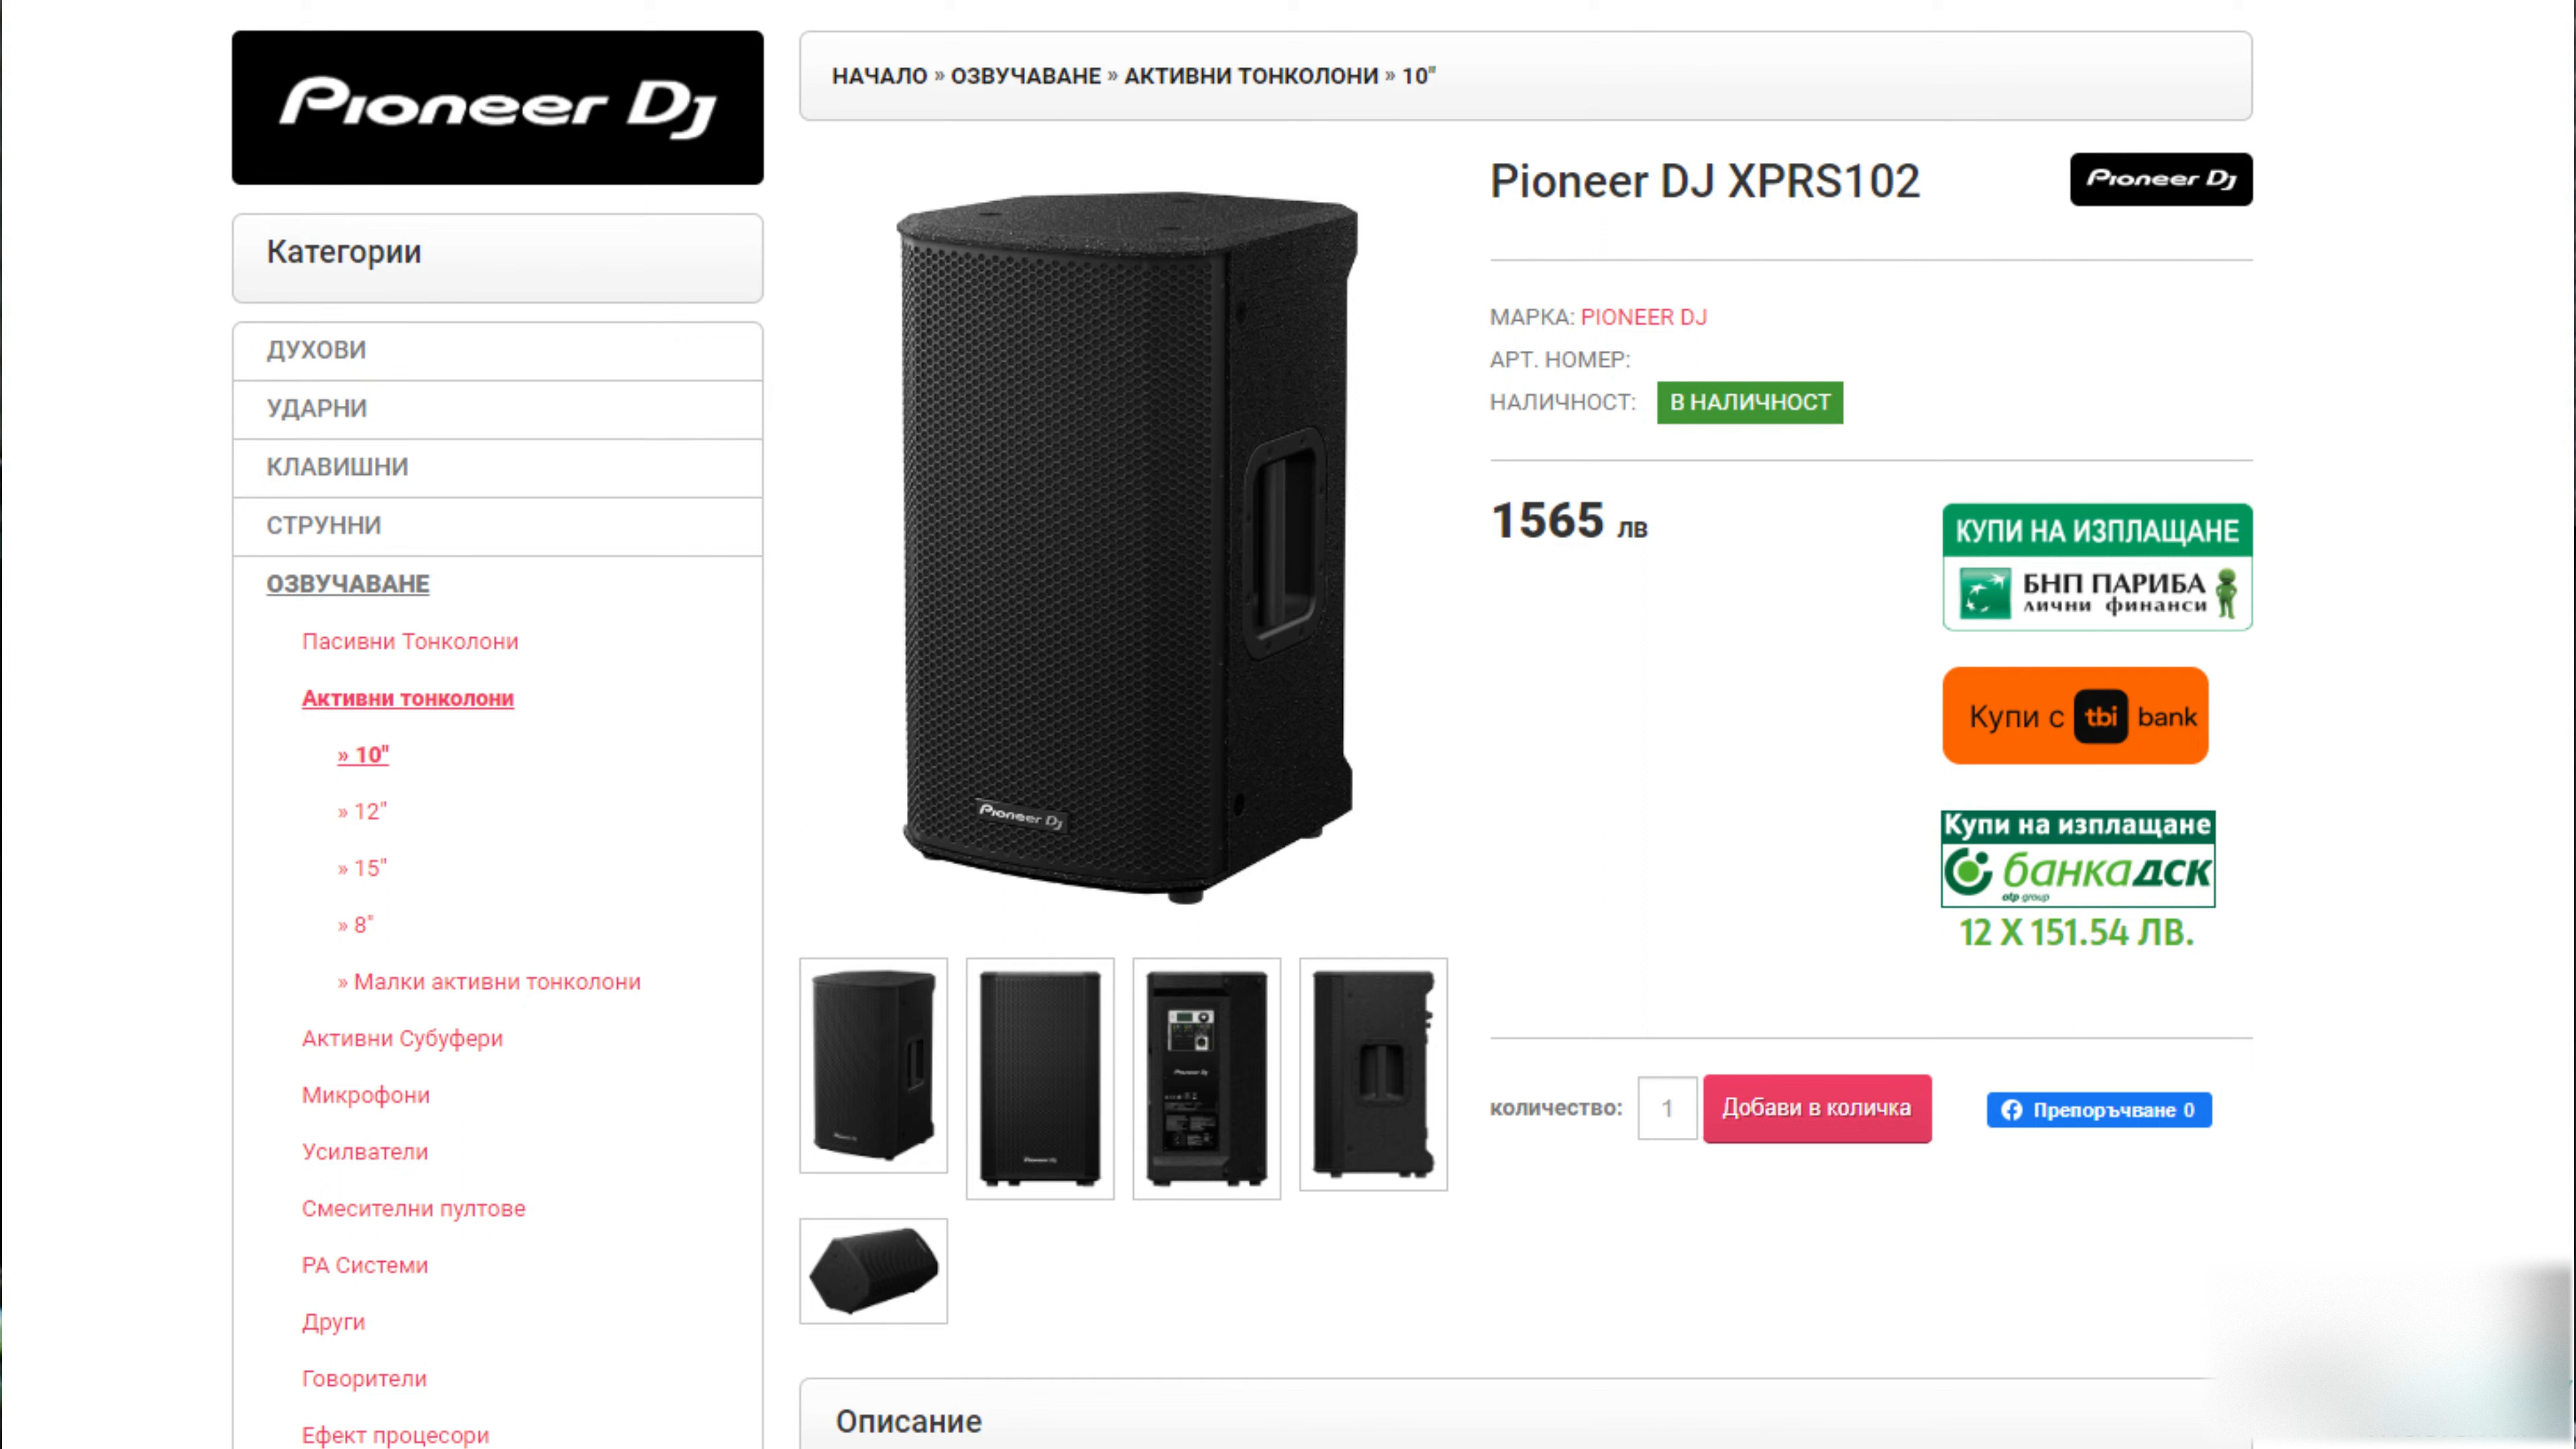 Pioneer Dj
Категории
ДУХОВИ
УДАРНИ
КЛАВИШНИ
СТРУННИ
ОЗВУЧАВАНЕ
Пасивни Тонколони
Активни тонколони
» 10"
» 12"
» 15"
» 8"
» Малки активни тонколони
Активни Субуфери
Микрофони
Усилватели
Смесителни пултове
PA Системи
Други
Говорители
Ефект процесори
НАЧАЛО » ОЗВУЧАВАНЕ » АКТИВНИ ТОНКОЛОНИ » 10"
Pioneer Dj
Pioneer DJ XPRS102
Pioneer Dj
МАРКА: PIONEER DJ
АРТ. НОМЕР:
НАЛИЧНОСТ: В НАЛИЧНОСТ
1565 лв
КУПИ НА ИЗПЛАЩАНЕ
БНП ПАРИБА
лични финанси
Купи с tbi bank
Купи на изплащане
банка дск
otp group
12 X 151.54 ЛВ.
количество: 1 Добави в количка
Препоръчване 0
Описание